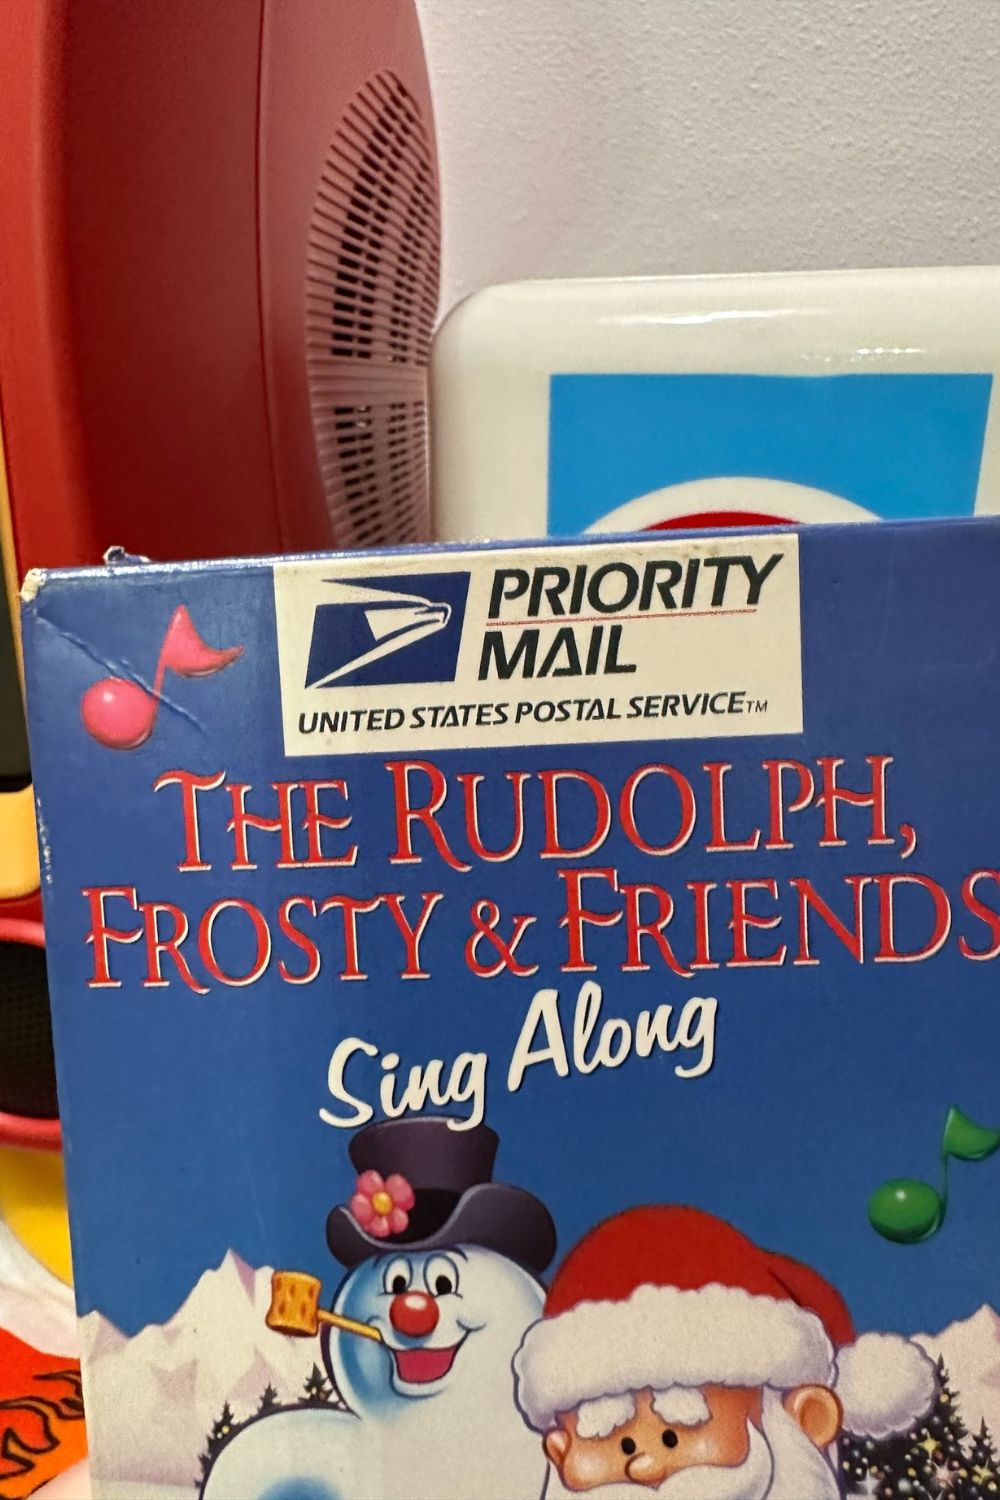 PRIORITY
MAIL
UNITED STATES POSTAL SERVICE™
THE RUDOLPH,
FROSTY & FRIENDS
Sing Along